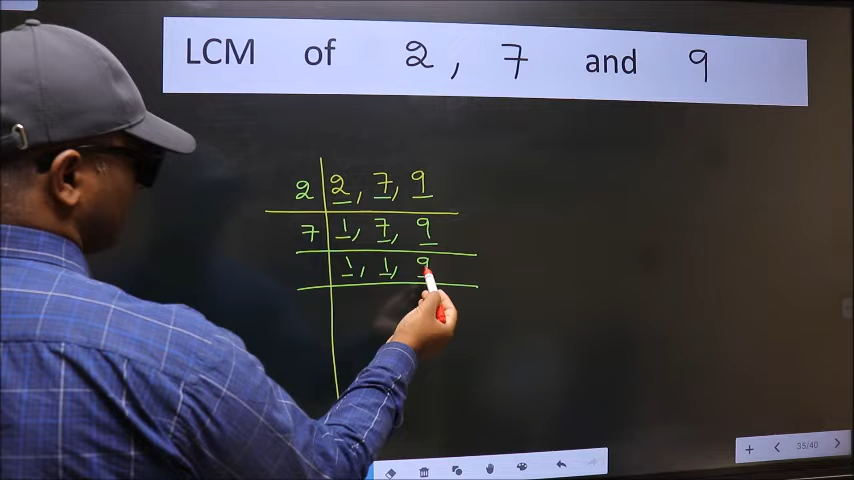 LCM of 2, 7 and 9
2 2, 7, 9
7 1, 7, 9
1, 1, 9
35/40